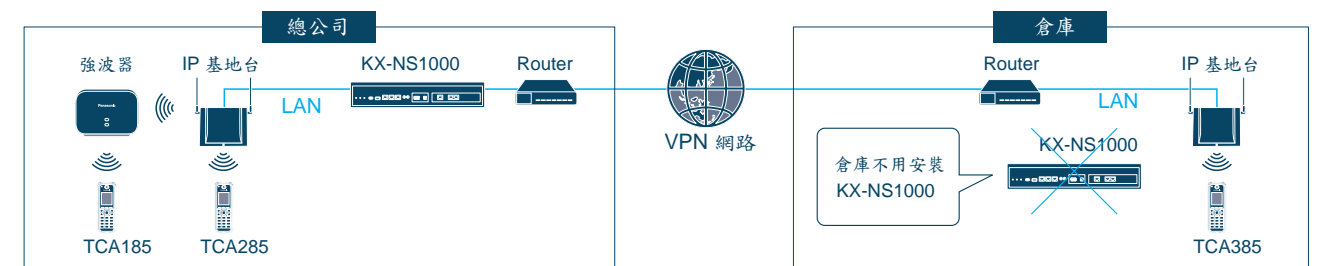 總公司
倉庫
強波器
IP 基地台
KX-NS1000
Router
LAN
Panasonic
TCA185
TCA285
VPN 網路
Router
IP 基地台
LAN
KX-NS1000
倉庫不用安裝
KX-NS1000
TCA385